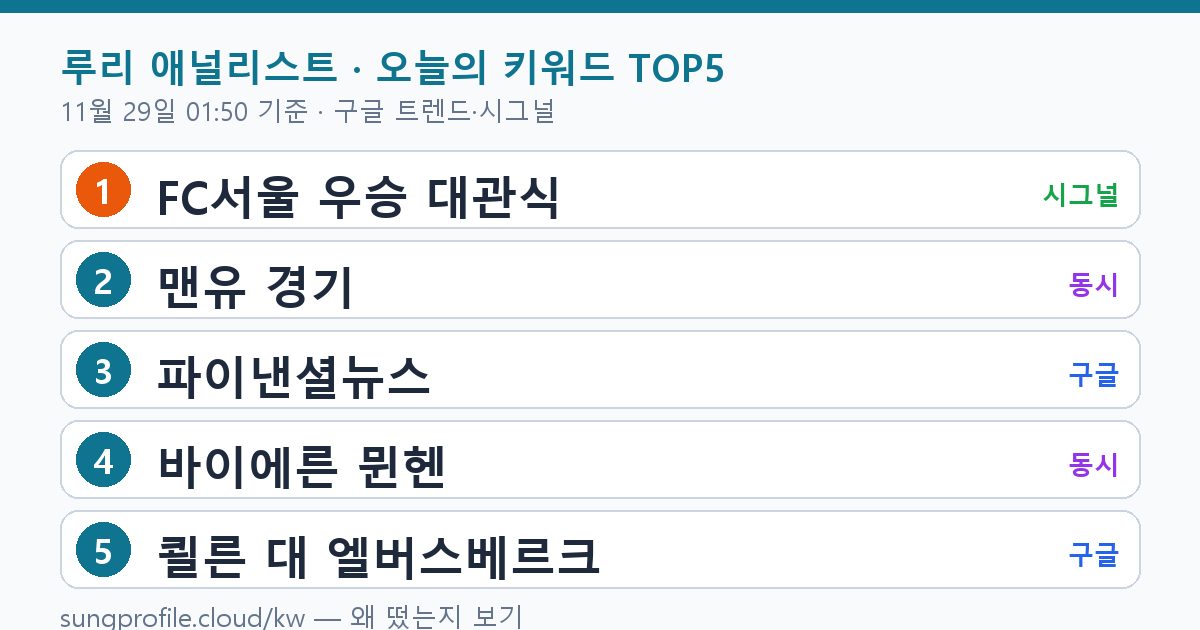 루리 애널리스트 · 오늘의 키워드 TOP5
11월 29일 01:50 기준 · 구글 트렌드·시그널
1 FC서울 우승 대관식 시그널
2 맨유 경기 동시
3 파이낸셜뉴스 구글
4 바이에른 뮌헨 동시
5 쾰른 대 엘버스베르크 구글
sungprofile.cloud/kw — 왜 떴는지 보기